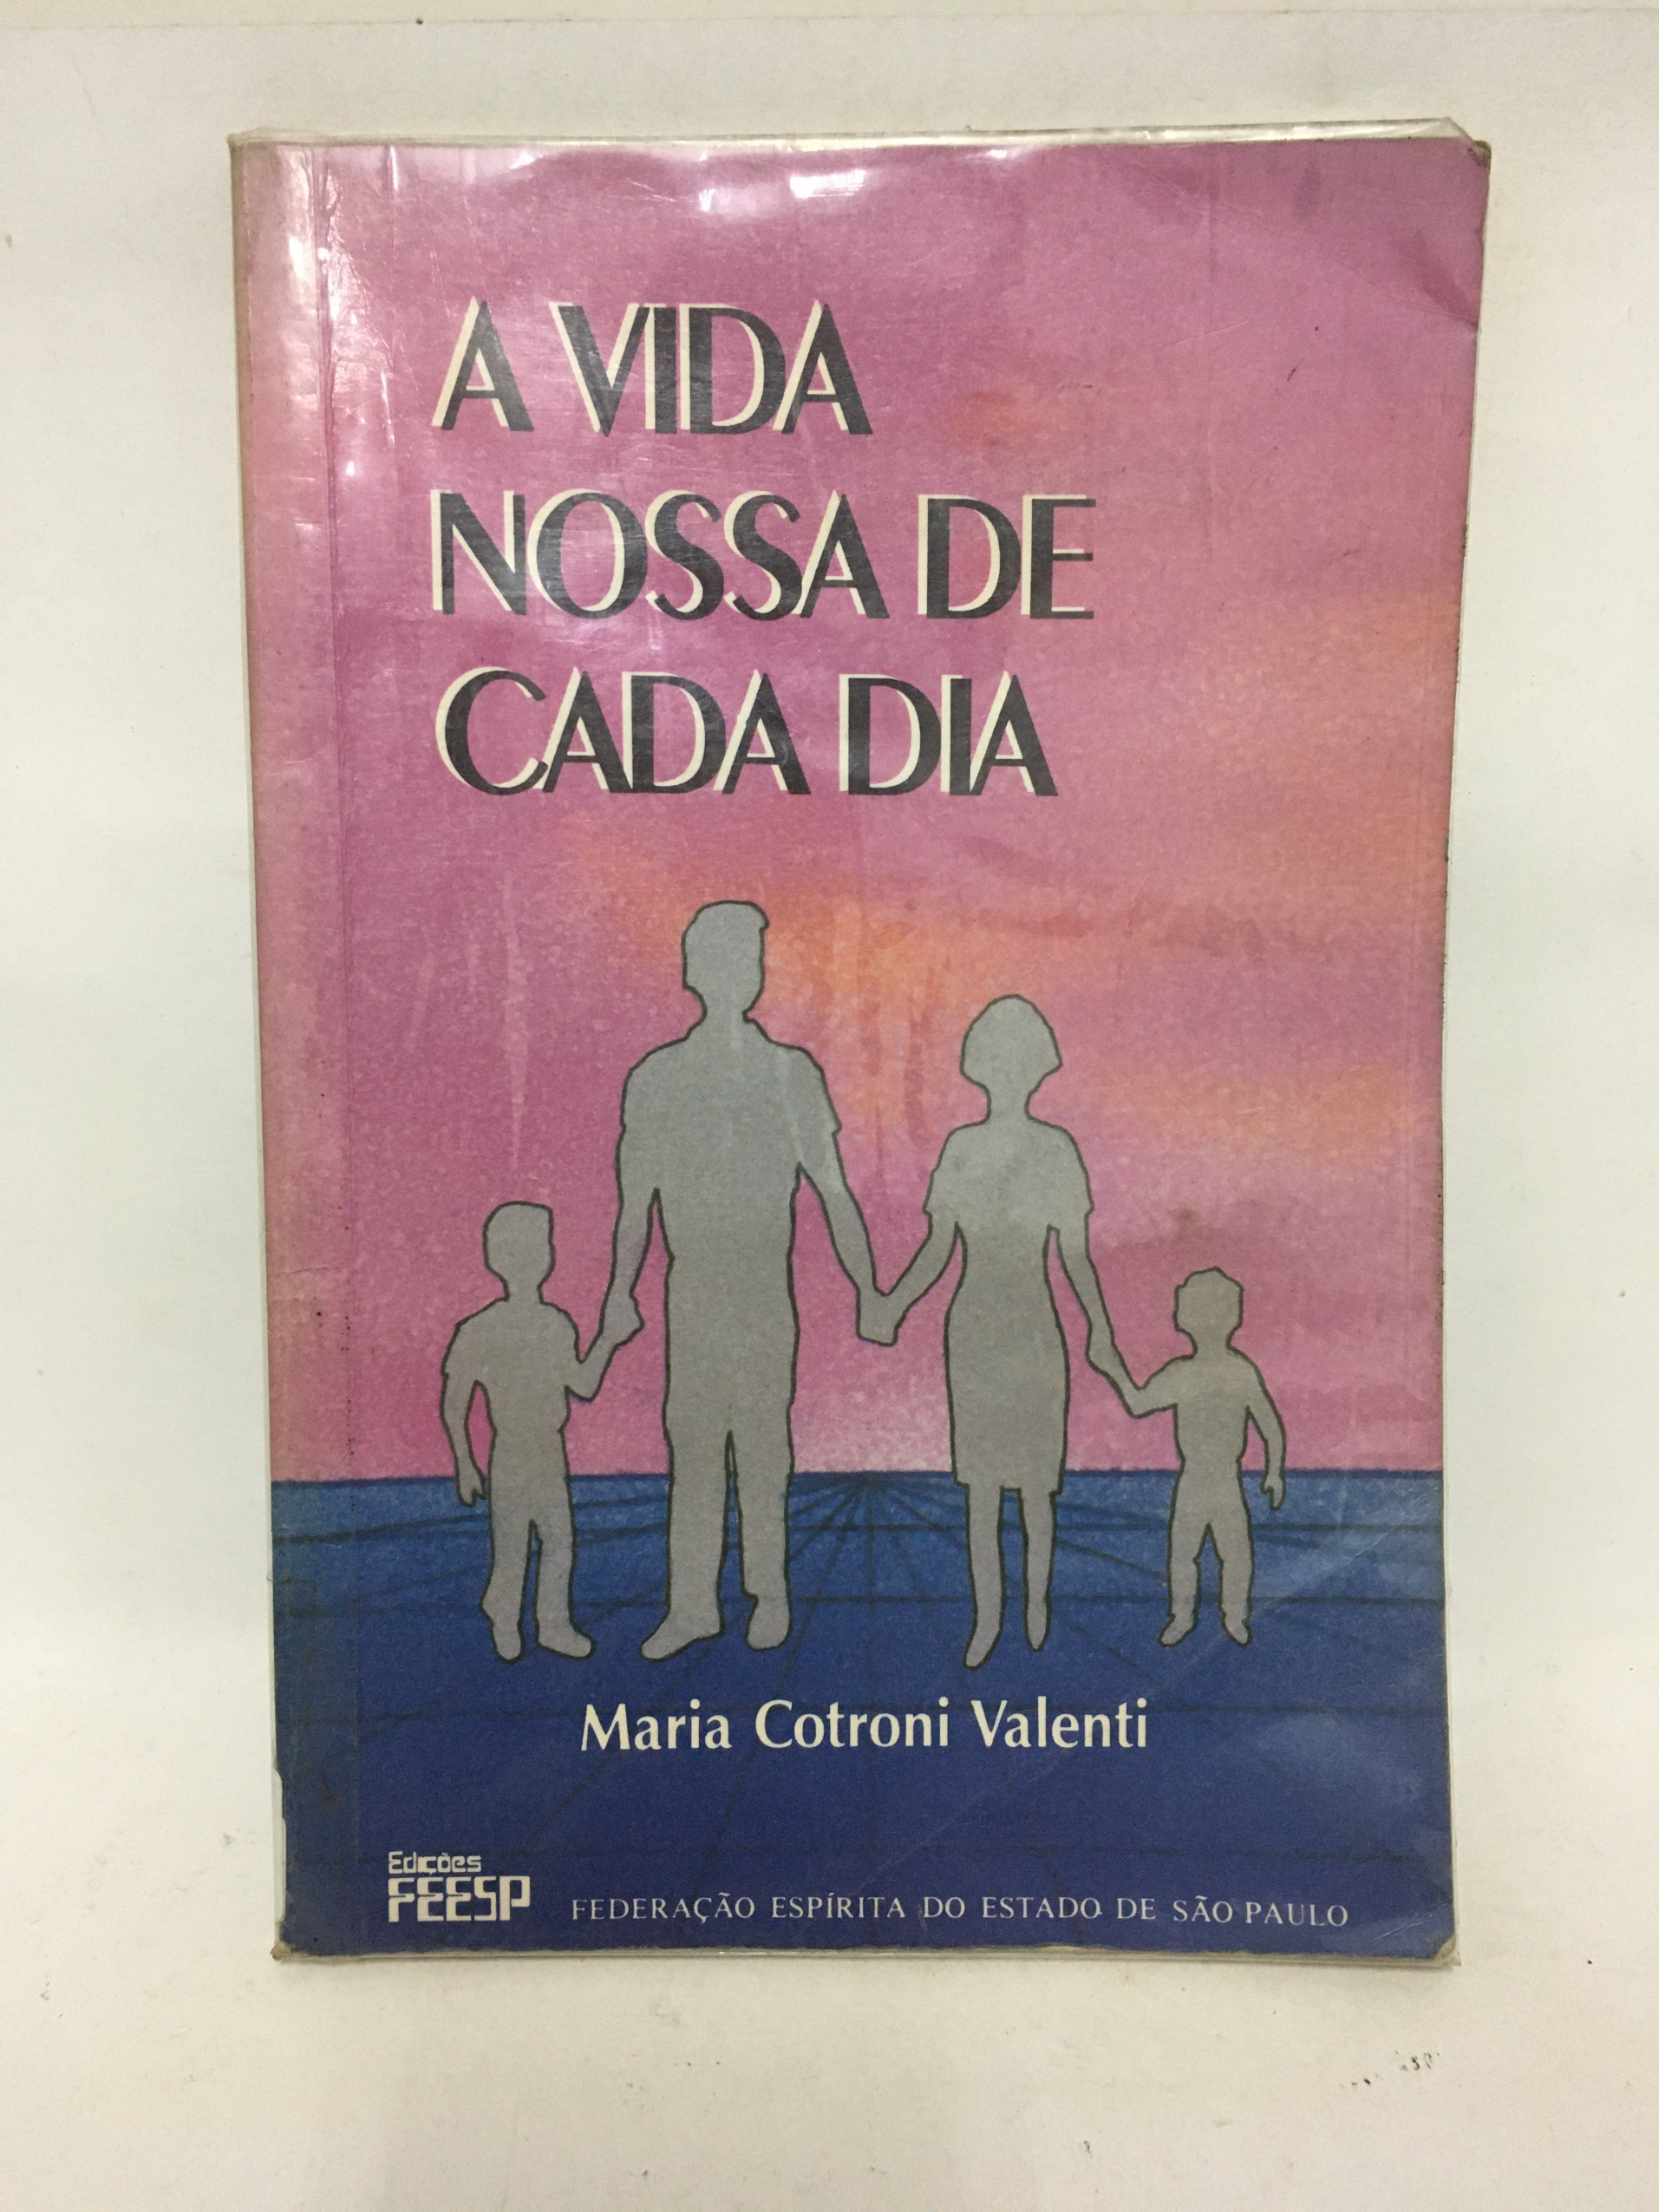 A VIDA
NOSSA DE
CADA DIA
Maria Cotroni Valenti
Edições
FEESP
FEDERAÇÃO ESPÍRITA DO ESTADO DE SÃO PAULO